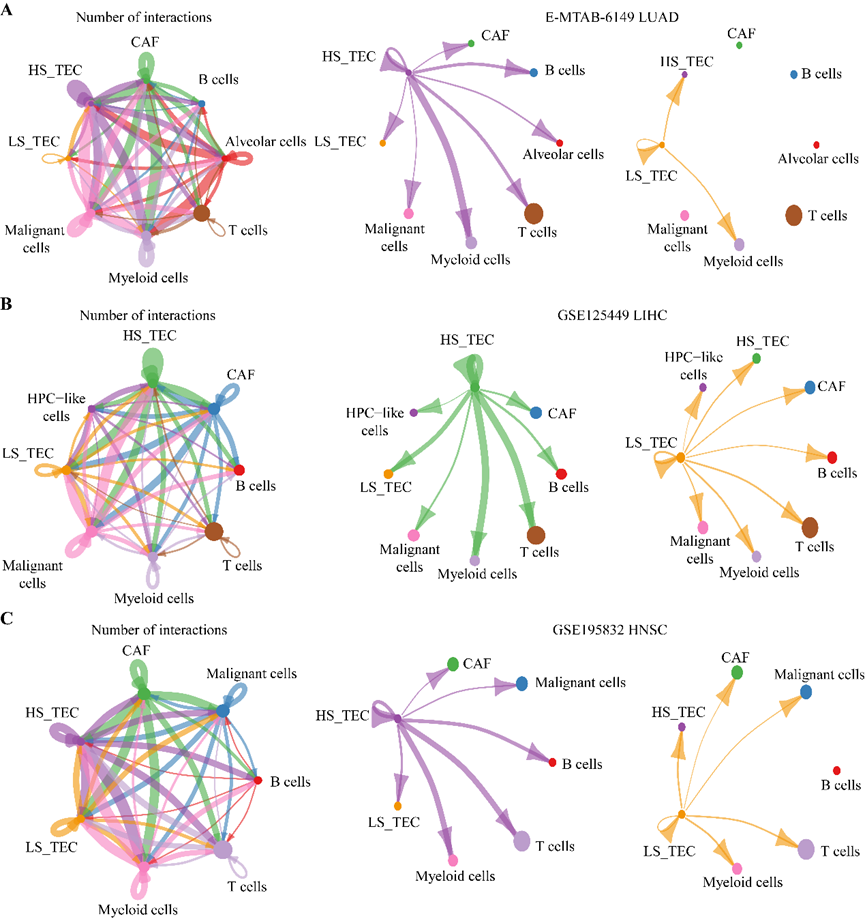 A
Number of interactions
E-MTAB-6149 LUAD
CAF
HS_TEC
B cells
LS_TEC
Alveolar cells
Malignant
cells
T cells
Myeloid cells
CAF
HS_TEC
B cells
LS_TEC
Alveolar cells
Malignant
cells
T cells
Myeloid cells
CAF
HS_TEC
B cells
Alveolar cells
LS_TEC
Malignant
cells
T cells
Myeloid cells
B
Number of interactions
GSE125449 LIHC
HS_TEC
CAF
HPC-like
cells
LS_TEC
B cells
Malignant
cells
T cells
Myeloid cells
HS_TEC
HPC-like
cells
CAF
LS_TEC
B cells
Malignant
cells
T cells
Myeloid cells
HS_TEC
HPC-like
cells
CAF
LS_TEC
B cells
Malignant
cells
T cells
Myeloid cells
C
Number of interactions
GSE195832 HNSC
CAF
Malignant cells
HS_TEC
B cells
LS_TEC
T cells
Myeloid cells
CAF
Malignant cells
HS_TEC
B cells
LS_TEC
T cells
Myeloid cells
CAF
Malignant cells
HS_TEC
B cells
LS_TEC
T cells
Myeloid cells